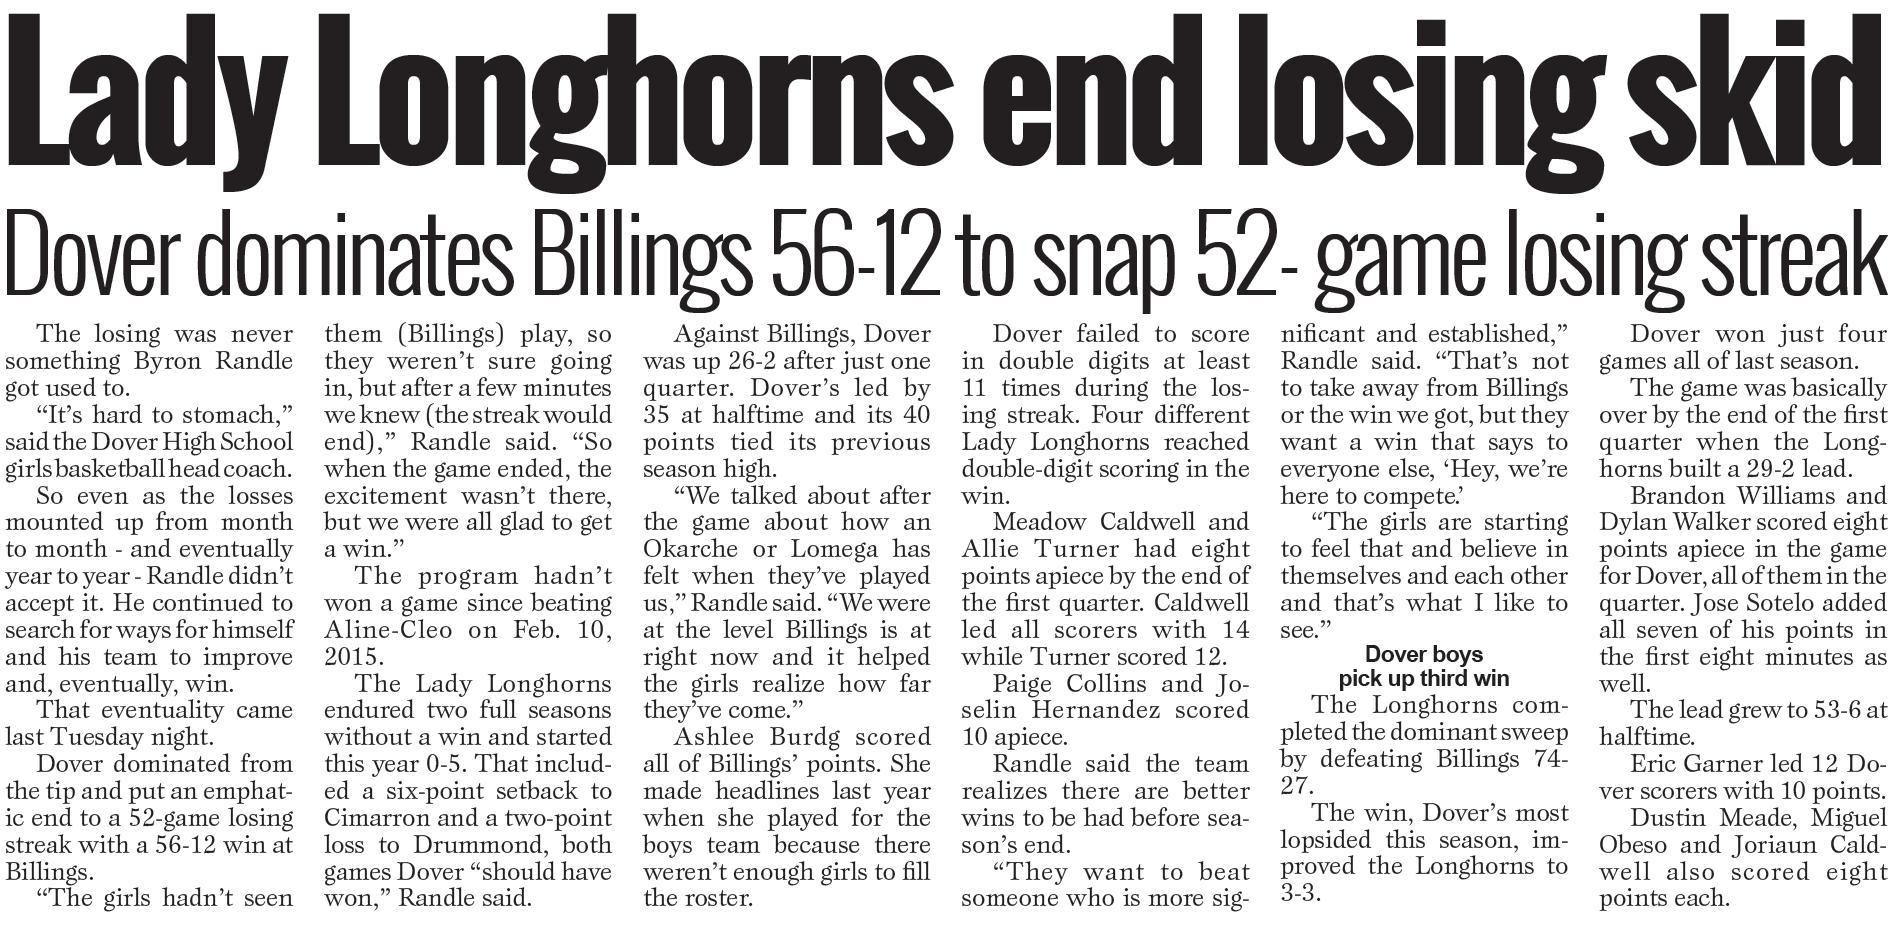 Lady Longhorns end losing skid
Dover dominates Billings 56-12 to snap 52- game losing streak
The losing was never
something Byron Randle
got used to.
“It’s hard to stomach,”
said the Dover High School
girls basketball head coach.
So even as the losses
mounted up from month
to month - and eventually
year to year - Randle didn’t
accept it. He continued to
search for ways for himself
and his team to improve
and, eventually, win.
That eventuality came
last Tuesday night.
Dover dominated from
the tip and put an emphat-
ic end to a 52-game losing
streak with a 56-12 win at
Billings.
“The girls hadn’t seen
them (Billings) play, so
they weren’t sure going
in, but after a few minutes
we knew (the streak would
end),” Randle said. “So
when the game ended, the
excitement wasn’t there,
but we were all glad to get
a win.”
The program hadn’t
won a game since beating
Aline-Cleo on Feb. 10,
2015.
The Lady Longhorns
endured two full seasons
without a win and started
this year 0-5. That includ-
ed a six-point setback to
Cimarron and a two-point
loss to Drummond, both
games Dover “should have
won,” Randle said.
Against Billings, Dover
was up 26-2 after just one
quarter. Dover’s led by
35 at halftime and its 40
points tied its previous
season high.
“We talked about after
the game about how an
Okarche or Lomega has
felt when they’ve played
us,” Randle said. “We were
at the level Billings is at
right now and it helped
the girls realize how far
they’ve come.”
Ashlee Burdg scored
all of Billings’ points. She
made headlines last year
when she played for the
boys team because there
weren’t enough girls to fill
the roster.
Dover failed to score
in double digits at least
11 times during the los-
ing streak. Four different
Lady Longhorns reached
double-digit scoring in the
win.
Meadow Caldwell and
Allie Turner had eight
points apiece by the end of
the first quarter. Caldwell
led all scorers with 14
while Turner scored 12.
Paige Collins and Jo-
selin Hernandez scored
10 apiece.
Randle said the team
realizes there are better
wins to be had before sea-
son’s end.
“They want to beat
someone who is more sig-
nificant and established,”
Randle said. “That’s not
to take away from Billings
or the win we got, but they
want a win that says to
everyone else, ‘Hey, we’re
here to compete.’
“The girls are starting
to feel that and believe in
themselves and each other
and that’s what I like to
see.”
Dover boys
pick up third win
The Longhorns com-
pleted the dominant sweep
by defeating Billings 74-
27.
The win, Dover’s most
lopsided this season, im-
proved the Longhorns to
3-3.
Dover won just four
games all of last season.
The game was basically
over by the end of the first
quarter when the Long-
horns built a 29-2 lead.
Brandon Williams and
Dylan Walker scored eight
points apiece in the game
for Dover, all of them in the
quarter. Jose Sotelo added
all seven of his points in
the first eight minutes as
well.
The lead grew to 53-6 at
halftime.
Eric Garner led 12 Do-
ver scorers with 10 points.
Dustin Meade, Miguel
Obeso and Joriaun Cald-
well also scored eight
points each.